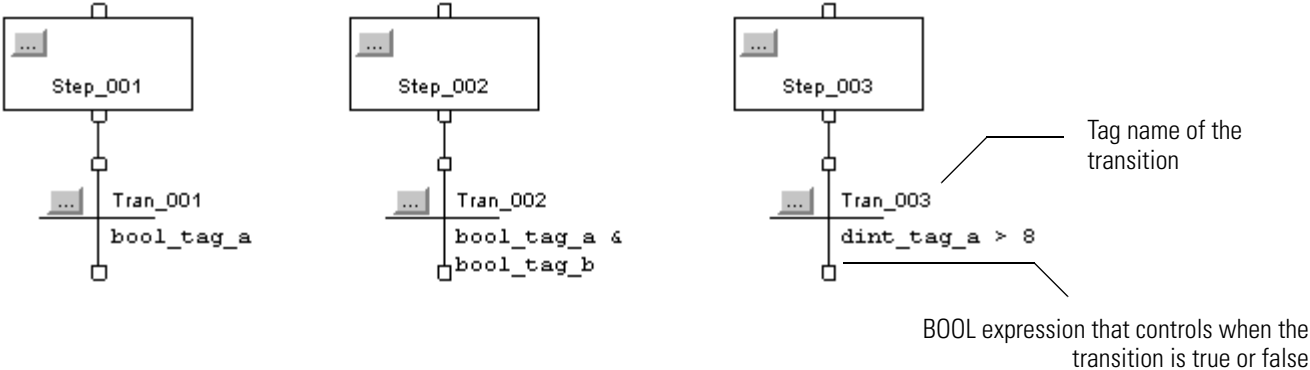 ...
Step_001
...
Step_002
...
Step_003
Tag name of the
transition
...
Tran_001
bool_tag_a
...
Tran_002
bool_tag_a &
bool_tag_b
...
Tran_003
dint_tag_a > 8
BOOL expression that controls when the
transition is true or false